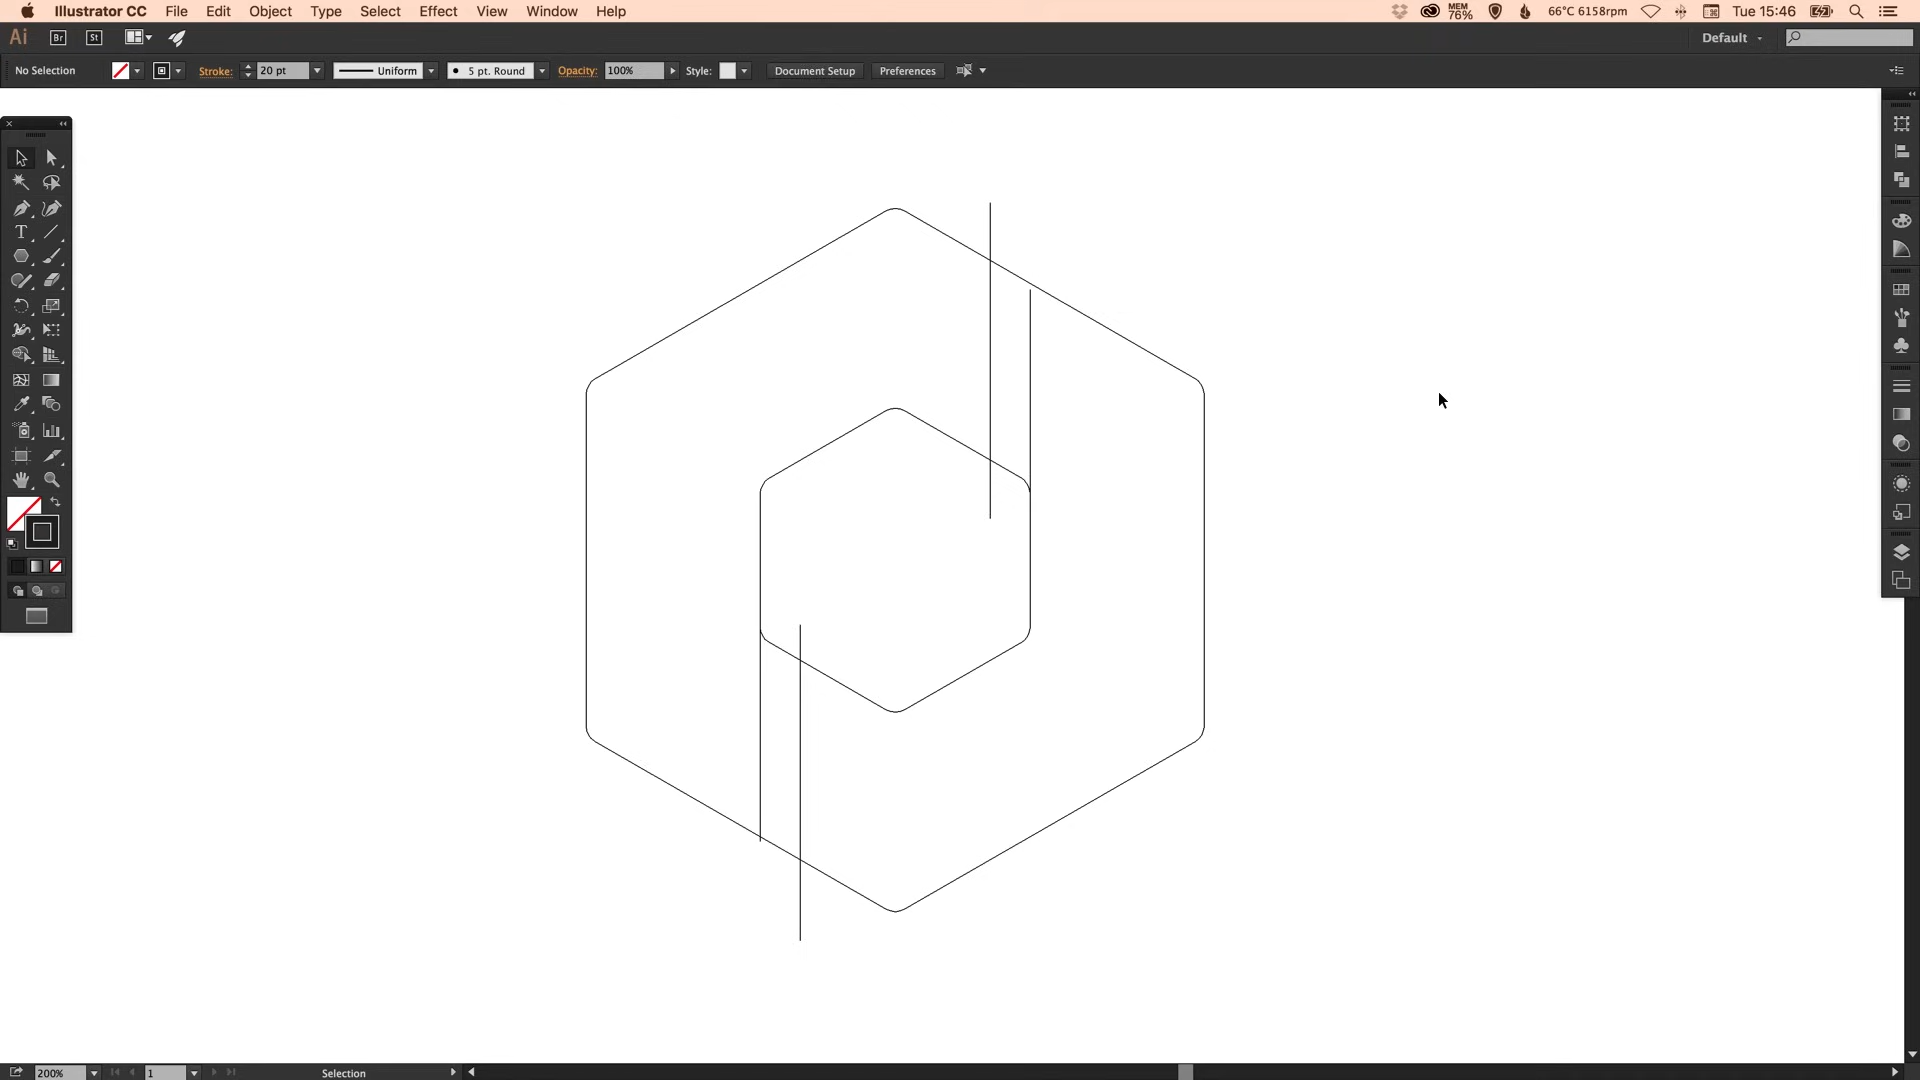 Illustrator CC File Edit Object Type Select Effect View Window Help MEM 76% 66°C 6158rpm Tue 15:46
Ai Br St Default
No Selection Stroke: 20 pt Uniform 5 pt. Round Opacity: 100% Style: Document Setup Preferences
T
200% 1 Selection